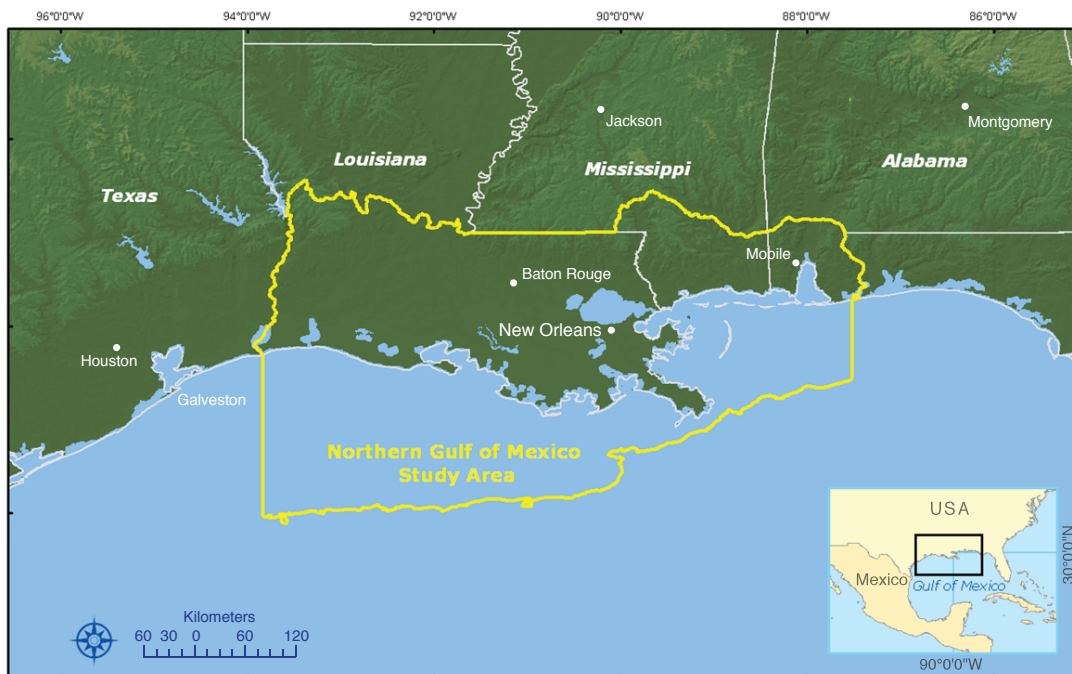 96°0'0"W
94°0'0"W
92°0'0"W
90°0'0"W
88°0'0"W
86°0'0"W
Jackson
Montgomery
Louisiana
Mississippi
Alabama
Texas
Mobile
Baton Rouge
New Orleans
Houston
Galveston
Northern Gulf of Mexico
Study Area
USA
Mexico
Gulf of Mexico
30°0'0"N
90°0'0"W
Kilometers
60 30 0 60 120